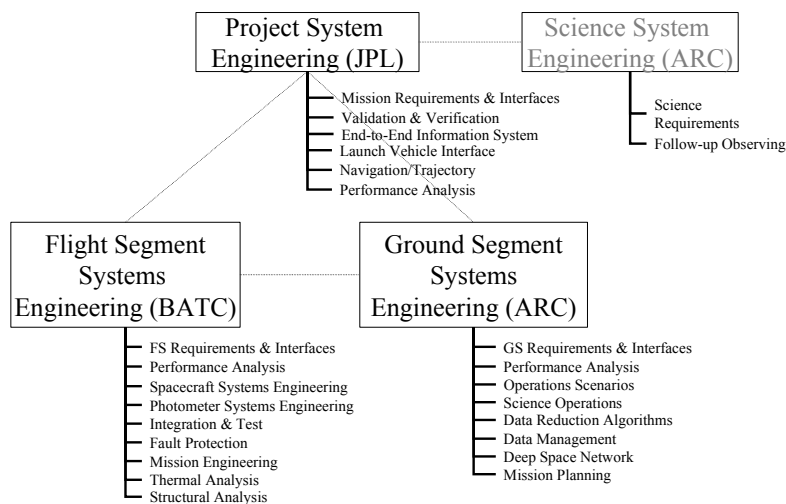 Project System
Engineering (JPL)
Science System
Engineering (ARC)
Mission Requirements & Interfaces
Validation & Verification
End-to-End Information System
Launch Vehicle Interface
Navigation/Trajectory
Performance Analysis
Science
Requirements
Follow-up Observing
Flight Segment
Systems
Engineering (BATC)
Ground Segment
Systems
Engineering (ARC)
FS Requirements & Interfaces
Performance Analysis
Spacecraft Systems Engineering
Photometer Systems Engineering
Integration & Test
Fault Protection
Mission Engineering
Thermal Analysis
Structural Analysis
GS Requirements & Interfaces
Performance Analysis
Operations Scenarios
Science Operations
Data Reduction Algorithms
Data Management
Deep Space Network
Mission Planning